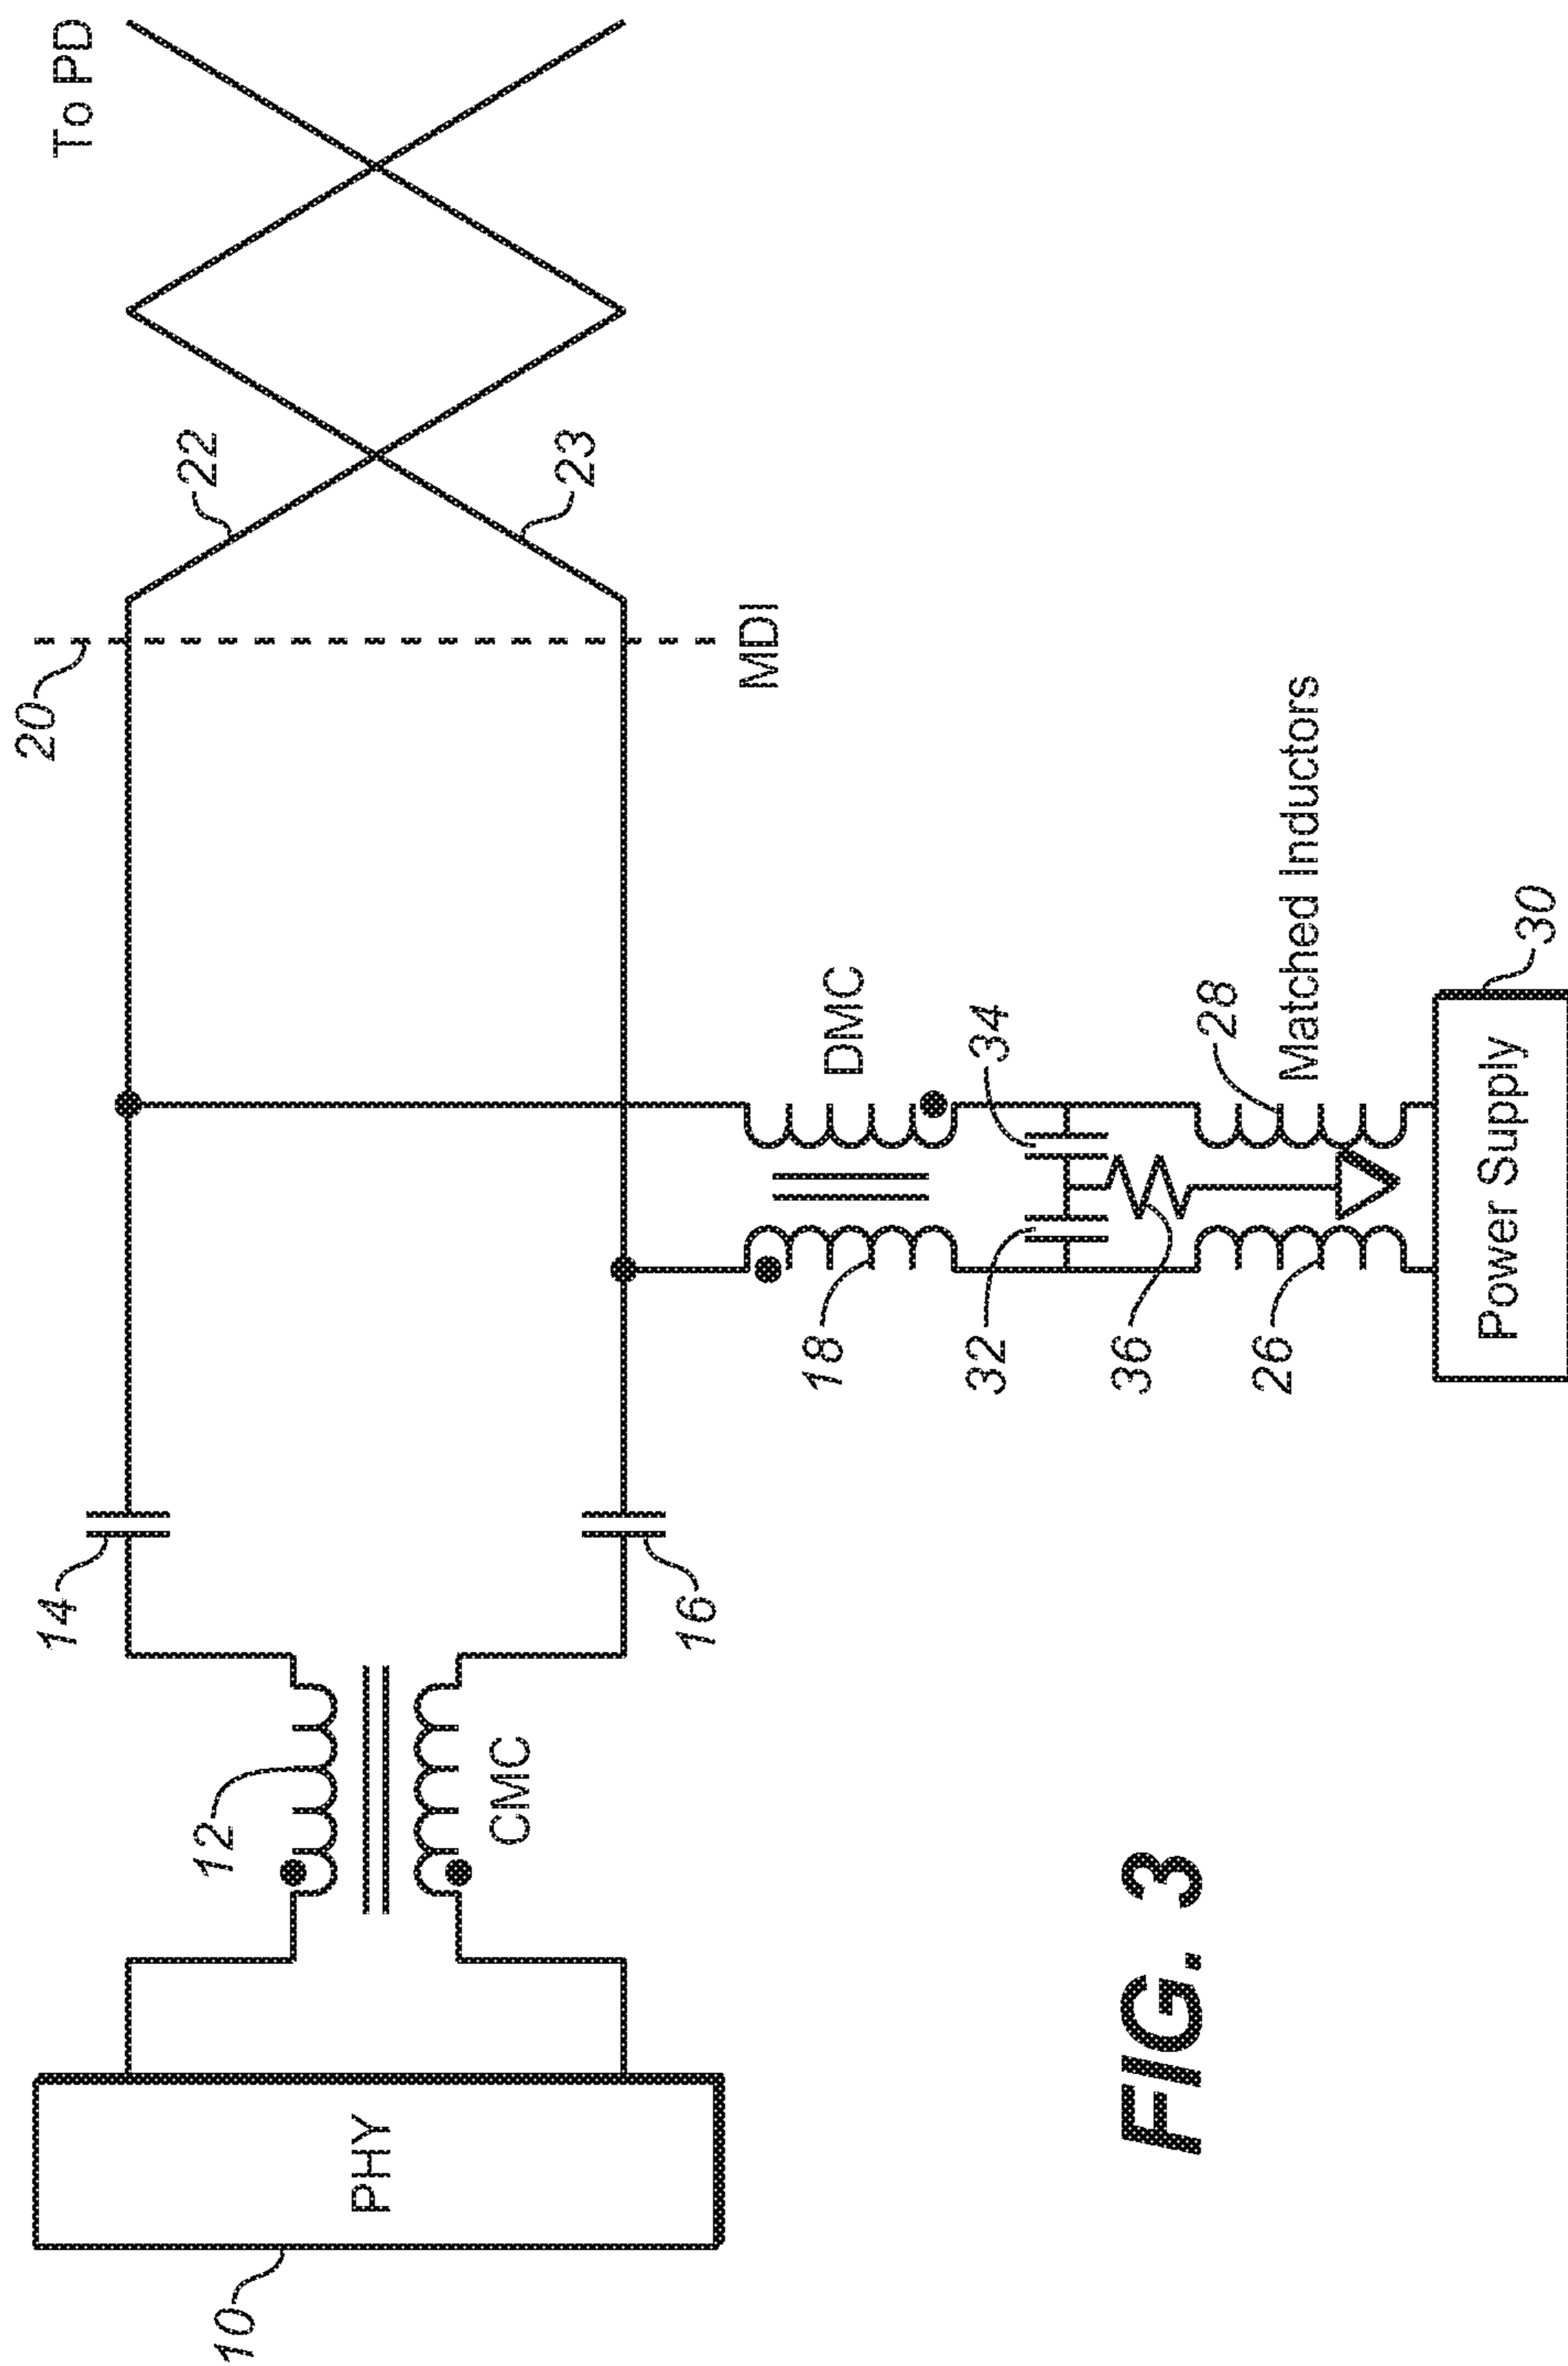 To PD
20
22
23
MDI
14
16
12
CMC
PHY
10
DMC
18
34
32
36
28
26
Matched Inductors
Power Supply
30
FIG. 3